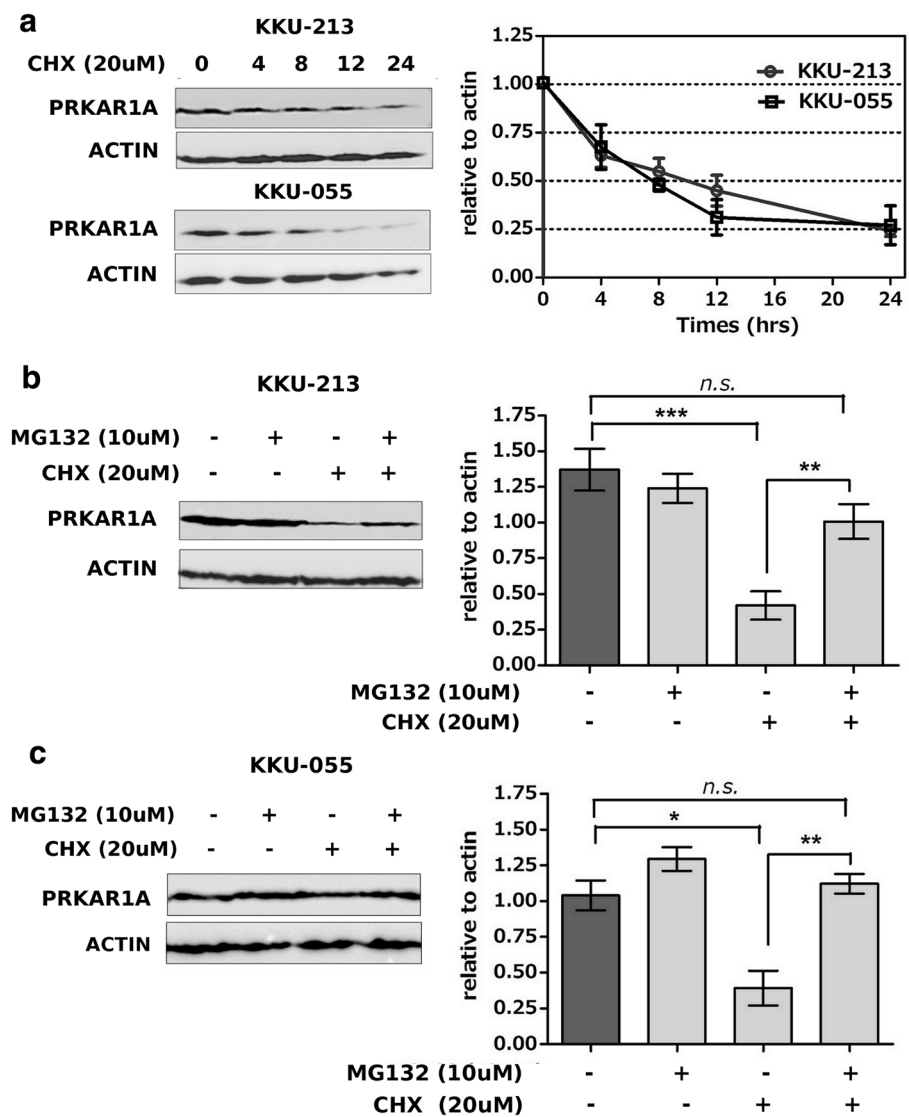 a
KKU-213
CHX (20uM) 0 4 8 12 24
PRKAR1A
ACTIN
KKU-055
PRKAR1A
ACTIN
relative to actin
1.25
1.00
0.75
0.50
0.25
0.00
KKU-213
KKU-055
0 4 8 12 16 20 24
Times (hrs)
b
KKU-213
MG132 (10uM) - + - +
CHX (20uM) - - + +
PRKAR1A
ACTIN
relative to actin
1.75
1.50
1.25
1.00
0.75
0.50
0.25
0.00
n.s.
***
**
MG132 (10uM) - + - +
CHX (20uM) - - + +
c
KKU-055
MG132 (10uM) - + - +
CHX (20uM) - - + +
PRKAR1A
ACTIN
relative to actin
1.75
1.50
1.25
1.00
0.75
0.50
0.25
0.00
n.s.
*
**
MG132 (10uM) - + - +
CHX (20uM) - - + +